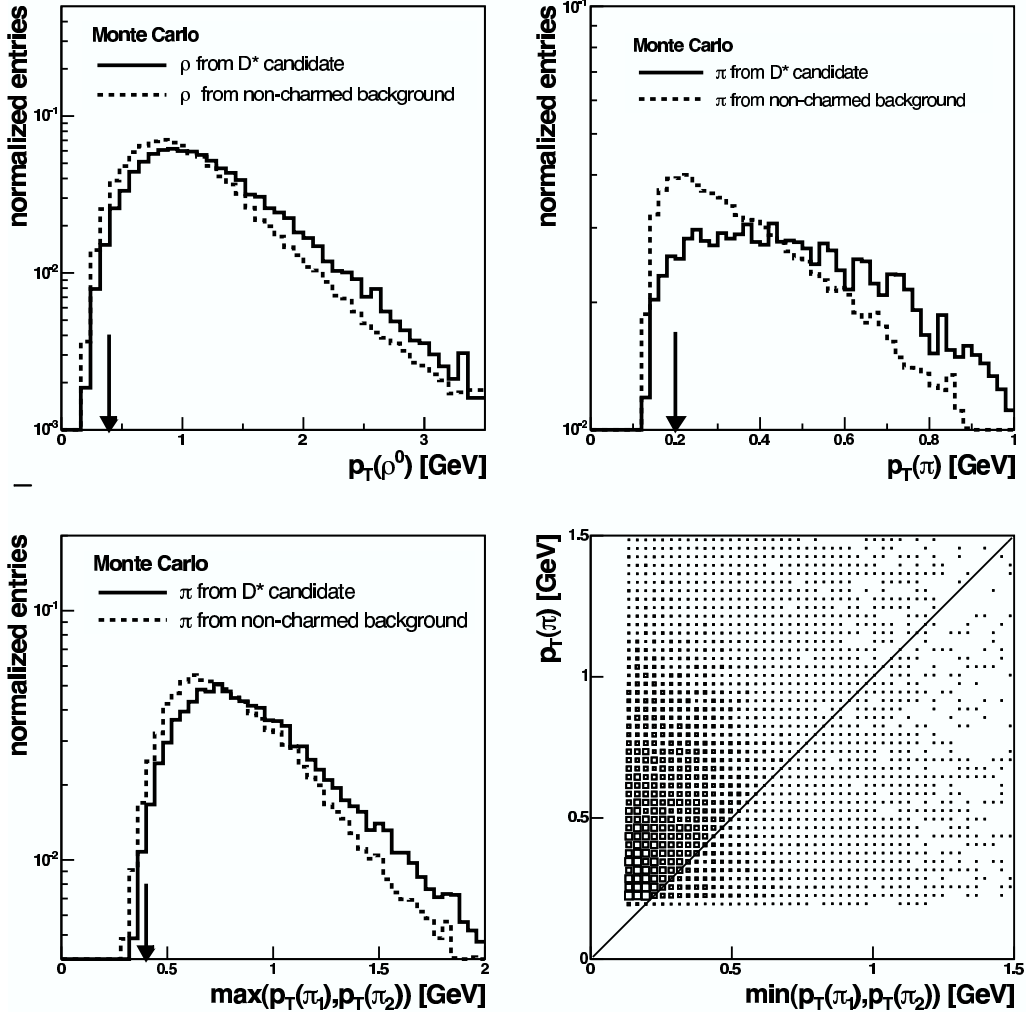 normalized entries
Monte Carlo
ρ from D* candidate
ρ from non-charmed background
10⁻¹
10⁻²
10⁻³
0 1 2 3
p_T(ρ⁰) [GeV]
normalized entries
10⁻¹
Monte Carlo
π from D* candidate
π from non-charmed background
10⁻²
0 0.2 0.4 0.6 0.8 1
p_T(π) [GeV]
normalized entries
Monte Carlo
π from D* candidate
π from non-charmed background
10⁻¹
10⁻²
0 0.5 1 1.5 2
max(p_T(π₁),p_T(π₂)) [GeV]
p_T(π) [GeV]
1.5
1
0.5
0
0 0.5 1 1.5
min(p_T(π₁),p_T(π₂)) [GeV]